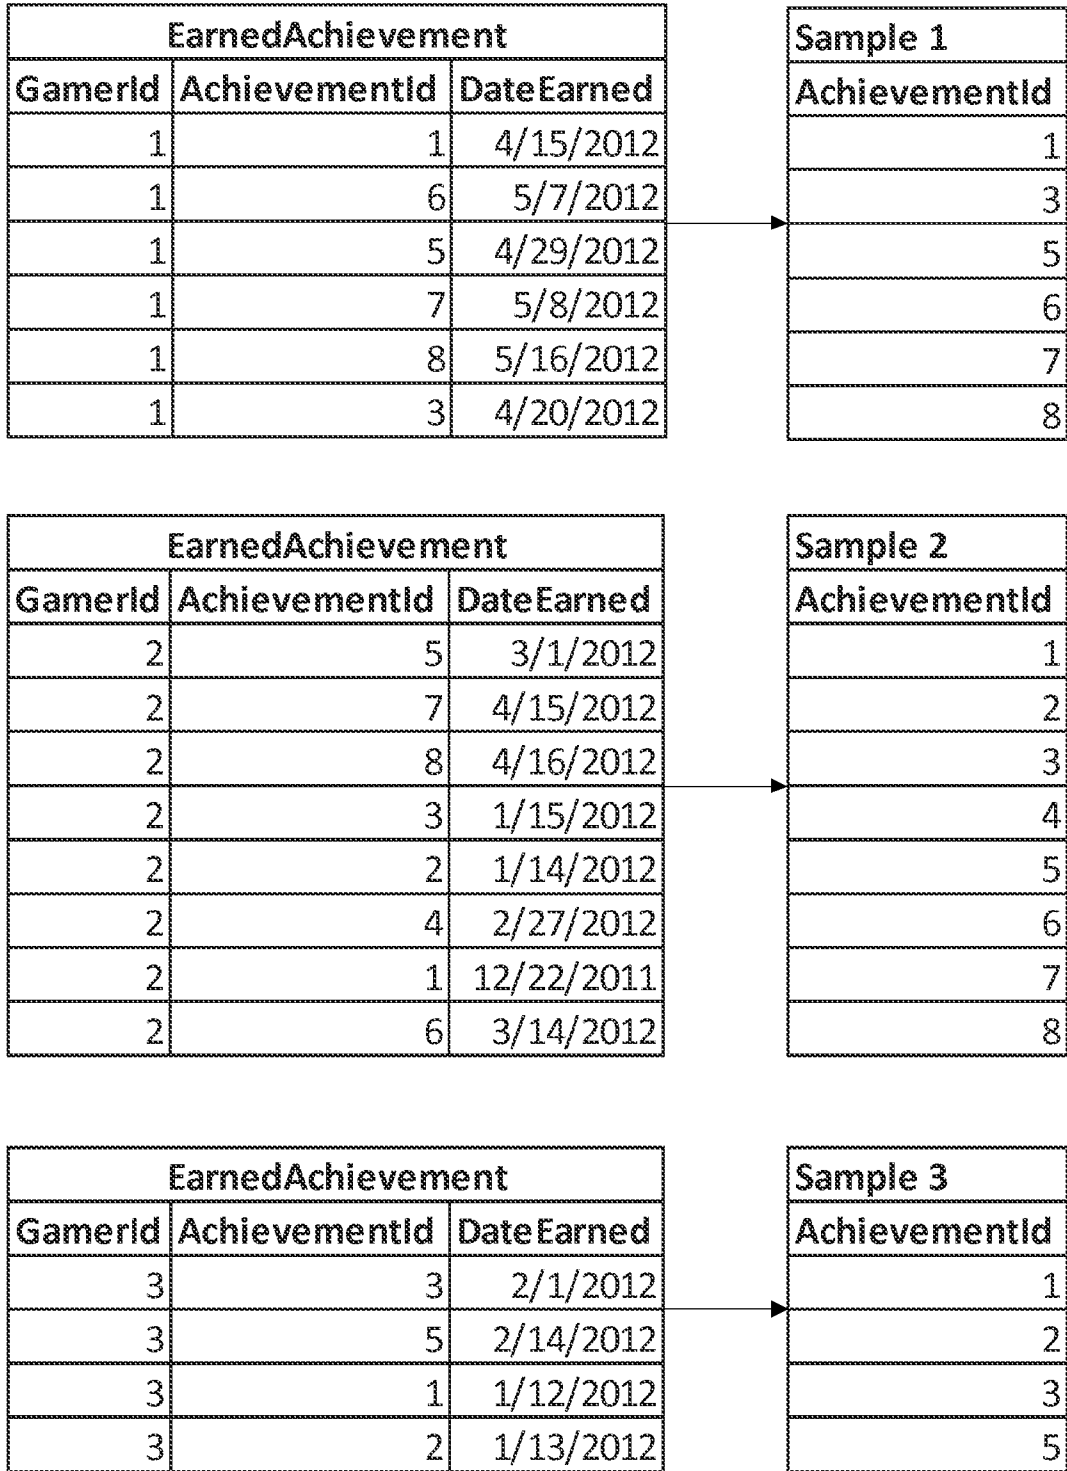 EarnedAchievement
GamerId AchievementId DateEarned
1 1 4/15/2012
1 6 5/7/2012
1 5 4/29/2012
1 7 5/8/2012
1 8 5/16/2012
1 3 4/20/2012
Sample 1
AchievementId
1
3
5
6
7
8
EarnedAchievement
GamerId AchievementId DateEarned
2 5 3/1/2012
2 7 4/15/2012
2 8 4/16/2012
2 3 1/15/2012
2 2 1/14/2012
2 4 2/27/2012
2 1 12/22/2011
2 6 3/14/2012
Sample 2
AchievementId
1
2
3
4
5
6
7
8
EarnedAchievement
GamerId AchievementId DateEarned
3 3 2/1/2012
3 5 2/14/2012
3 1 1/12/2012
3 2 1/13/2012
Sample 3
AchievementId
1
2
3
5